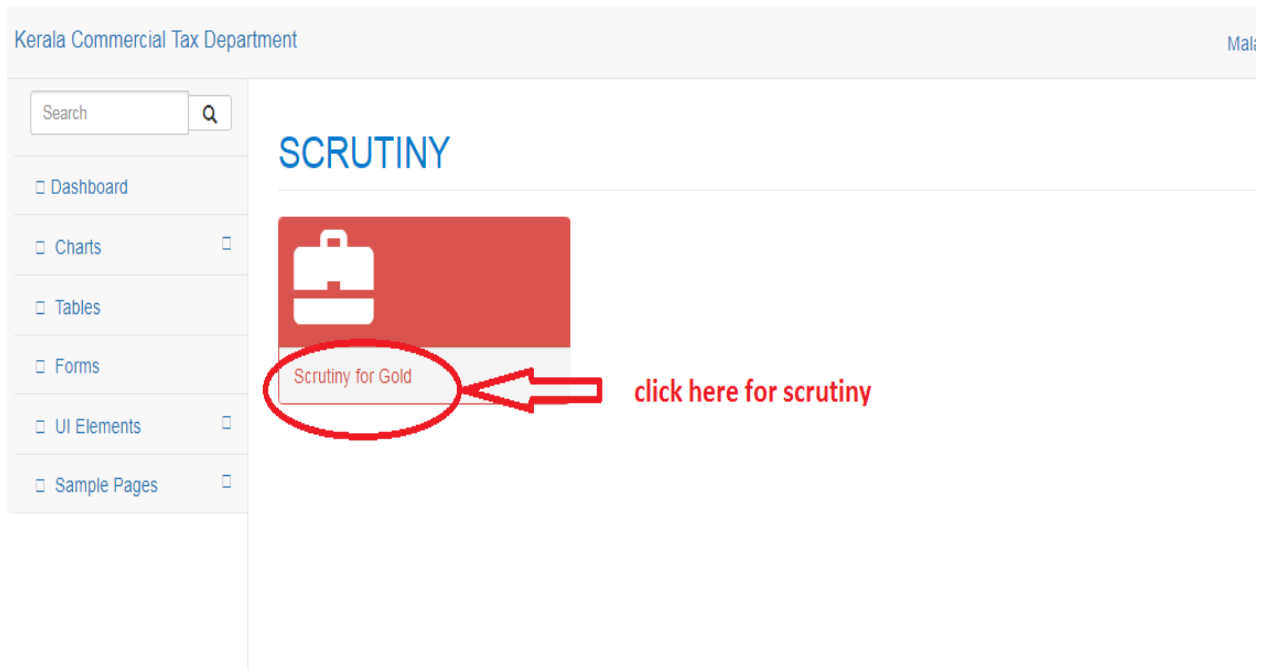 Kerala Commercial Tax Department
Search
SCRUTINY
Dashboard
Charts
Tables
Forms
Scrutiny for Gold
click here for scrutiny
UI Elements
Sample Pages